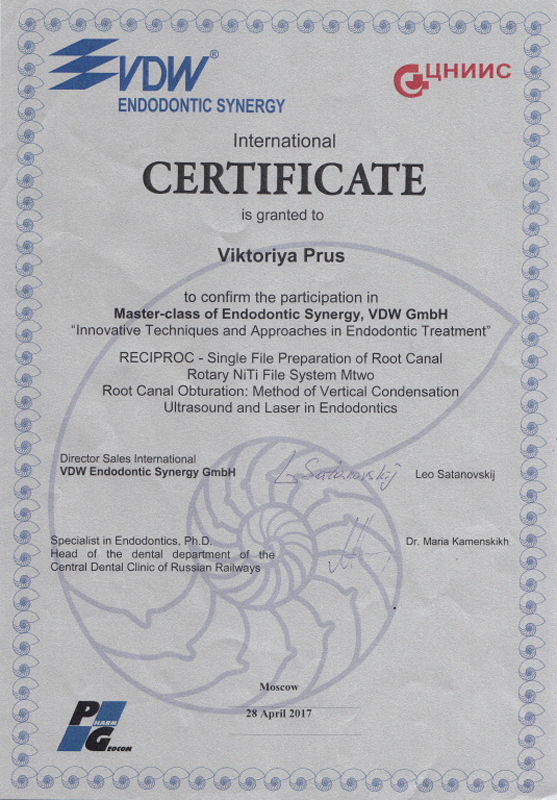 VDW®
ENDODONTIC SYNERGY
ЦНИИС
International
CERTIFICATE
is granted to
Viktoriya Prus
to confirm the participation in
Master-class of Endodontic Synergy, VDW GmbH
“Innovative Techniques and Approaches in Endodontic Treatment”
RECIPROC - Single File Preparation of Root Canal
Rotary NiTi File System Mtwo
Root Canal Obturation: Method of Vertical Condensation
Ultrasound and Laser in Endodontics
Director Sales International
VDW Endodontic Synergy GmbH
L Satanovskij
Leo Satanovskij
Specialist in Endodontics, Ph.D.
Head of the dental department of the
Central Dental Clinic of Russian Railways
Dr. Maria Kamenskikh
Moscow
28 April 2017
PHARM
GEOCOM